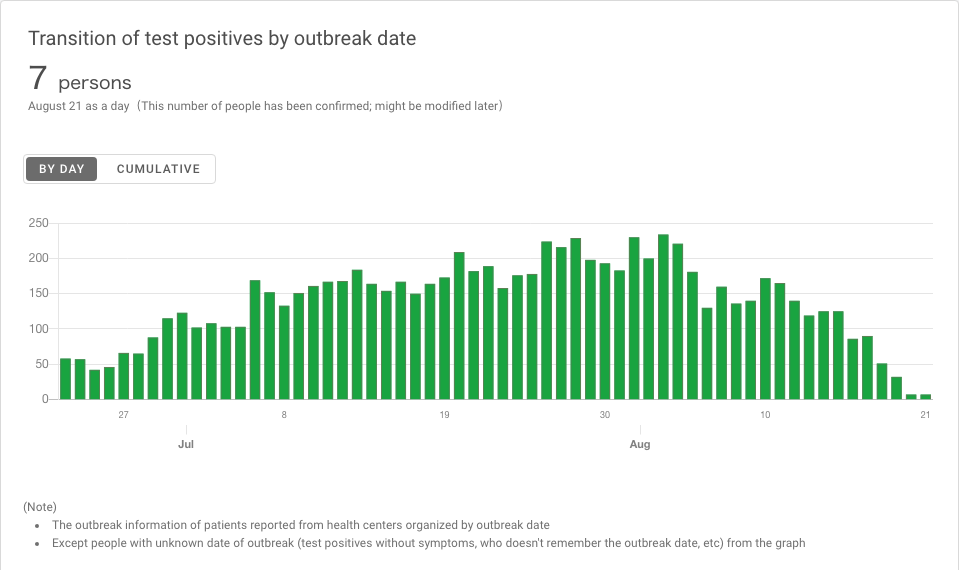 Transition of test positives by outbreak date
7 persons
August 21 as a day（This number of people has been confirmed; might be modified later）
BY DAY CUMULATIVE
250
200
150
100
50
0
27 8 19 30 10 21
Jul Aug
(Note)
• The outbreak information of patients reported from health centers organized by outbreak date
• Except people with unknown date of outbreak (test positives without symptoms, who doesn't remember the outbreak date, etc) from the graph